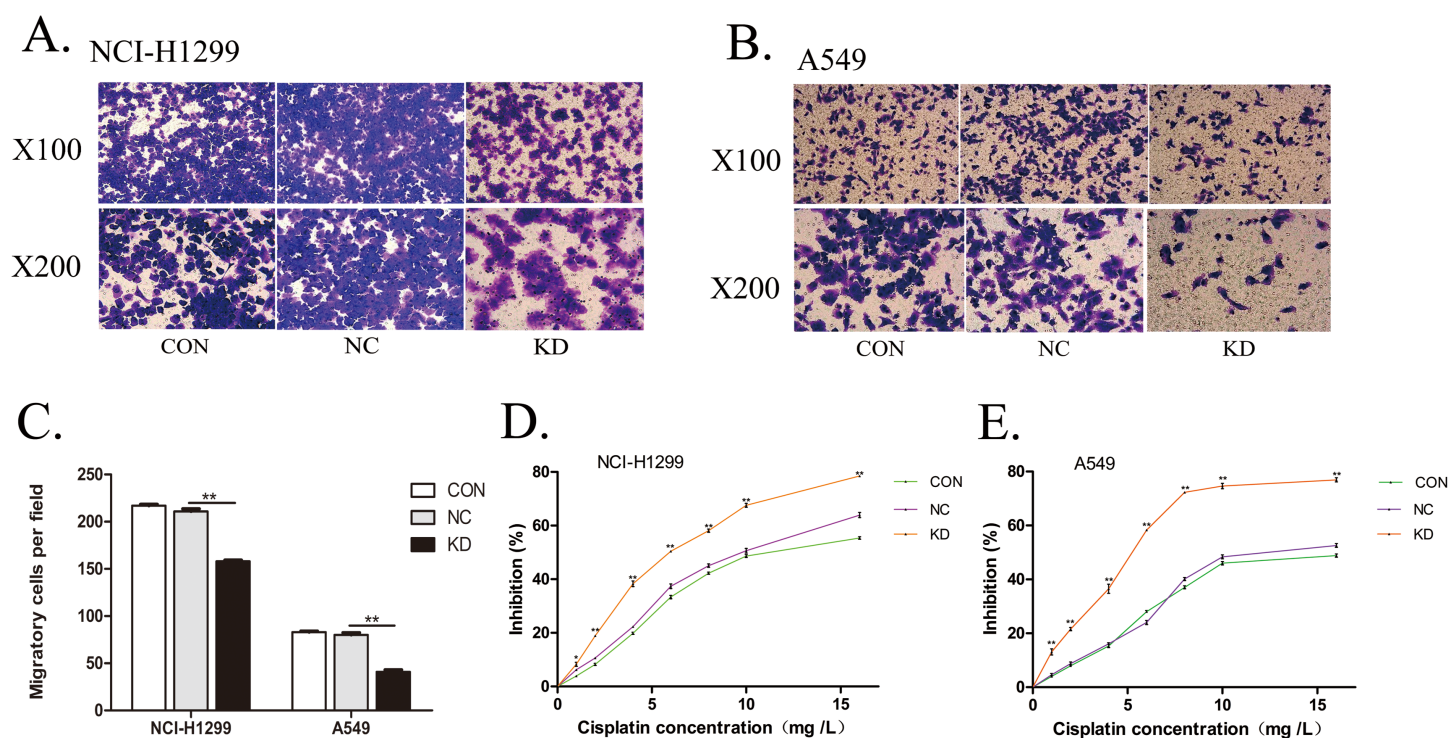 A.
NCI-H1299
X100
X200
CON
NC
KD
B.
A549
X100
X200
CON
NC
KD
C.
Migratory cells per field
250
200
150
100
50
0
**
**
NCI-H1299
A549
CON
NC
KD
D.
NCI-H1299
Inhibition (%)
80
60
40
20
0
*
**
**
**
**
**
**
0
5
10
15
Cisplatin concentration（mg /L）
CON
NC
KD
E.
A549
Inhibition (%)
80
60
40
20
0
**
**
**
**
**
**
**
0
5
10
15
Cisplatin concentration（mg /L）
CON
NC
KD